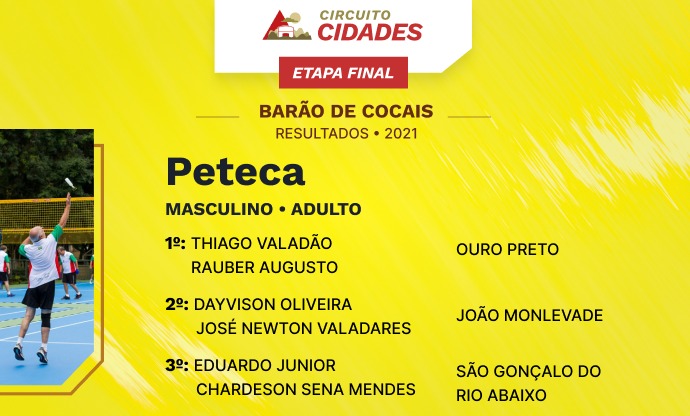 CIRCUITO
CIDADES
ETAPA FINAL
BARÃO DE COCAIS
RESULTADOS • 2021
Peteca
MASCULINO • ADULTO
1º: THIAGO VALADÃO
RAUBER AUGUSTO
OURO PRETO
2º: DAYVISON OLIVEIRA
JOSÉ NEWTON VALADARES
JOÃO MONLEVADE
3º: EDUARDO JUNIOR
CHARDESON SENA MENDES
SÃO GONÇALO DO
RIO ABAIXO